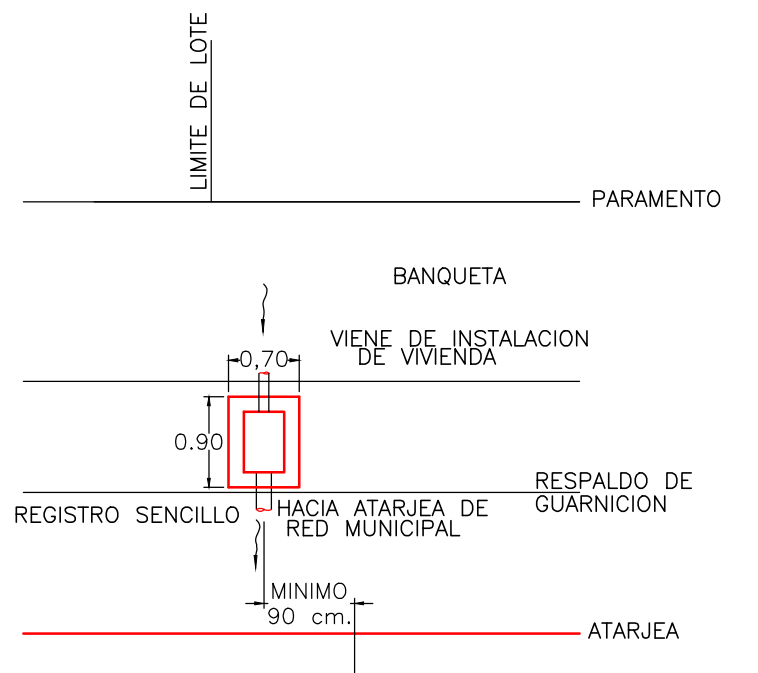 LIMITE DE LOTE
PARAMENTO
BANQUETA
VIENE DE INSTALACION
DE VIVIENDA
0,70
0.90
RESPALDO DE
GUARNICION
REGISTRO SENCILLO
HACIA ATARJEA DE
RED MUNICIPAL
MINIMO
90 cm.
ATARJEA